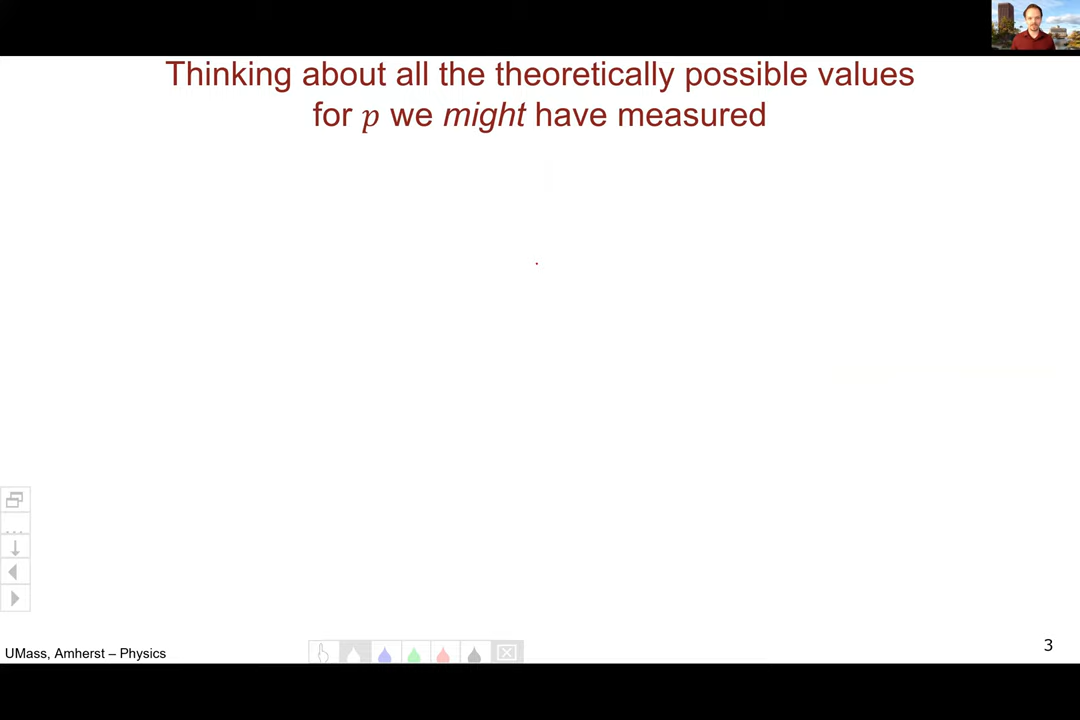 Thinking about all the theoretically possible values
for p we might have measured
UMass, Amherst – Physics
3